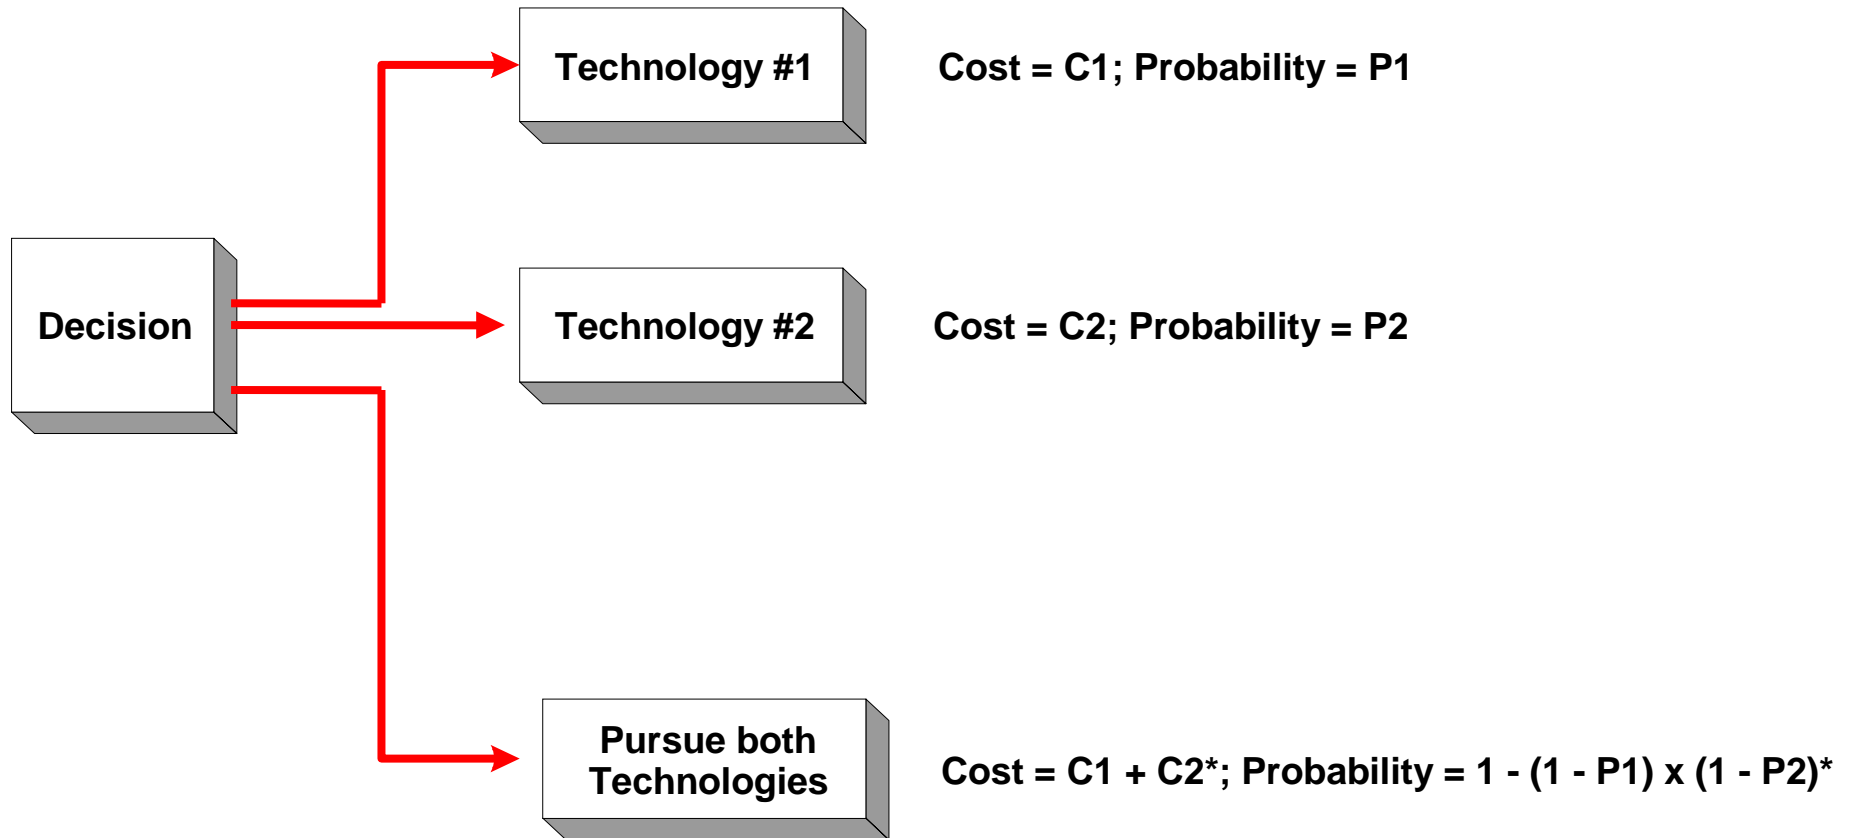 Technology #1
Cost = C1; Probability = P1
Decision
Technology #2
Cost = C2; Probability = P2
Pursue both
Technologies
Cost = C1 + C2*; Probability = 1 - (1 - P1) x (1 - P2)*